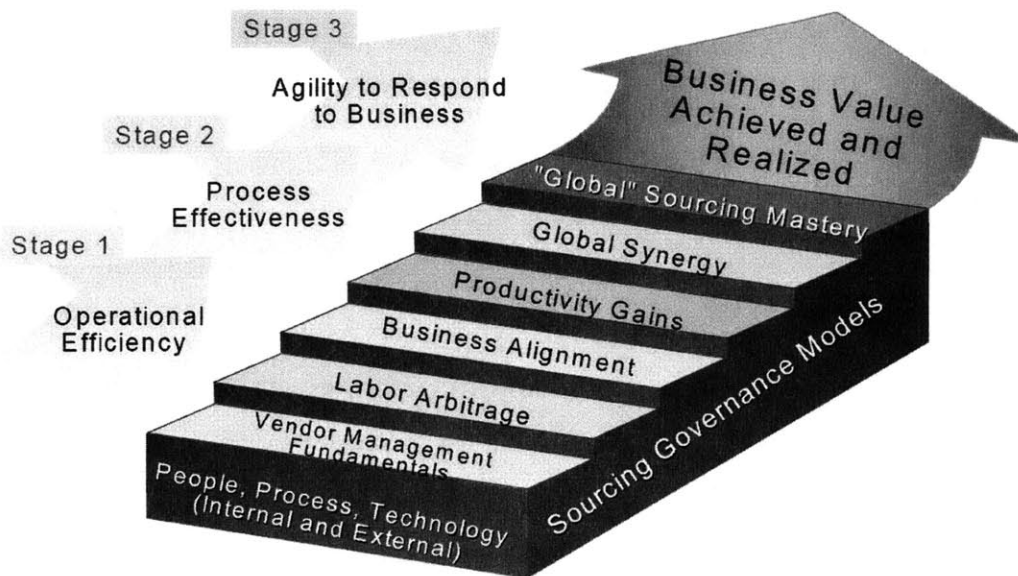 Stage 3
Agility to Respond
to Business
Stage 2
Process
Effectiveness
Stage 1
Operational
Efficiency
Business Value
Achieved and
Realized
"Global" Sourcing Mastery
Global Synergy
Productivity Gains
Business Alignment
Labor Arbitrage
Vendor Management
Fundamentals
People, Process, Technology
(Internal and External)
Sourcing Governance Models